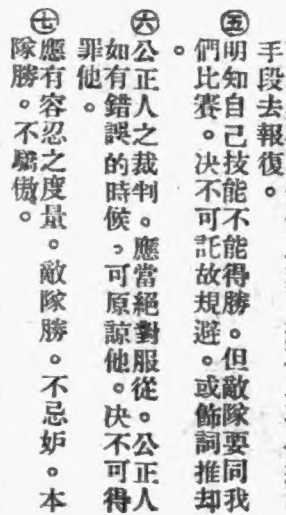 手段去報復。
㊄明知自己技能不能得勝。但敵隊要同我
們比賽。决不可託故規避。或飾詞推却
。
㊅公正人之裁判。應當絕對服從。公正人
如有錯誤的時候。可原諒他。决不可得
罪他。
㊆應有容忍之度量。敵隊勝。不忌妒。本
隊勝。不驕傲。